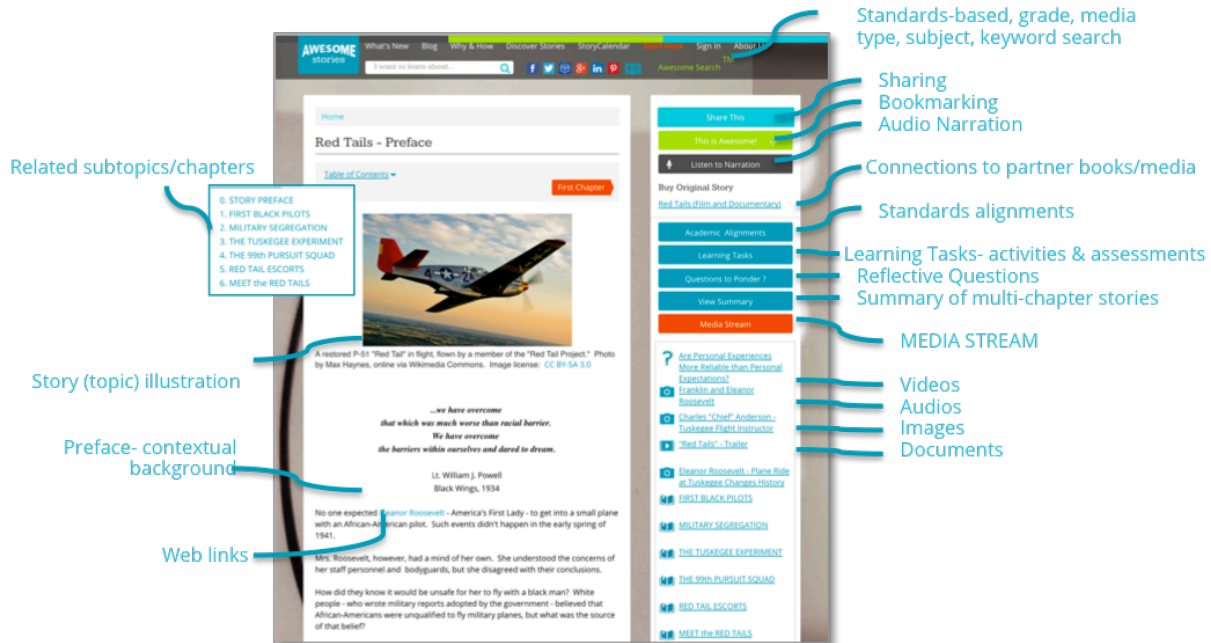 Standards-based, grade, media
type, subject, keyword search
Sharing
Bookmarking
Audio Narration
Connections to partner books/media
Standards alignments
Learning Tasks- activities & assessments
Reflective Questions
Summary of multi-chapter stories
MEDIA STREAM
Videos
Audios
Images
Documents
Related subtopics/chapters
0. STORY PREFACE
1. FIRST BLACK PILOTS
2. MILITARY SEGREGATION
3. THE TUSKEGEE EXPERIMENT
4. THE 99th PURSUIT SQUAD
5. RED TAIL ESCORTS
6. MEET the RED TAILS
Story (topic) illustration
Preface- contextual
background
Web links
AWESOME
stories
What's New Blog Why & How Discover Stories StoryCalendar Start Here Sign In About U
I want to learn about...
Awesome Search TM
Home
Red Tails - Preface
Table of Contents
First Chapter
A restored P-51 "Red Tail" in flight, flown by a member of the "Red Tail Project." Photo
by Max Haynes, online via Wikimedia Commons. Image license: CC BY-SA 3.0
...we have overcome
that which was much worse than racial barrier.
We have overcome
the barriers within ourselves and dared to dream.
Lt. William J. Powell
Black Wings, 1934
No one expected Eleanor Roosevelt - America's First Lady - to get into a small plane
with an African-American pilot. Such events didn't happen in the early spring of
1941.
Mrs. Roosevelt, however, had a mind of her own. She understood the concerns of
her staff personnel and bodyguards, but she disagreed with their conclusions.
How did they know it would be unsafe for her to fly with a black man? White
people - who wrote military reports adopted by the government - believed that
African-Americans were unqualified to fly military planes, but what was the source
of that belief?
Share This
This is Awesome!
Listen to Narration
Buy Original Story
Red Tails (Film and Documentary)
Academic Alignments
Learning Tasks
Questions to Ponder ?
View Summary
Media Stream
Are Personal Experiences
More Reliable than Personal
Expectations?
Franklin and Eleanor
Roosevelt
Charles "Chief" Anderson -
Tuskegee Flight Instructor
"Red Tails" - Trailer
Eleanor Roosevelt - Plane Ride
at Tuskegee Changes History
FIRST BLACK PILOTS
MILITARY SEGREGATION
THE TUSKEGEE EXPERIMENT
THE 99th PURSUIT SQUAD
RED TAIL ESCORTS
MEET the RED TAILS